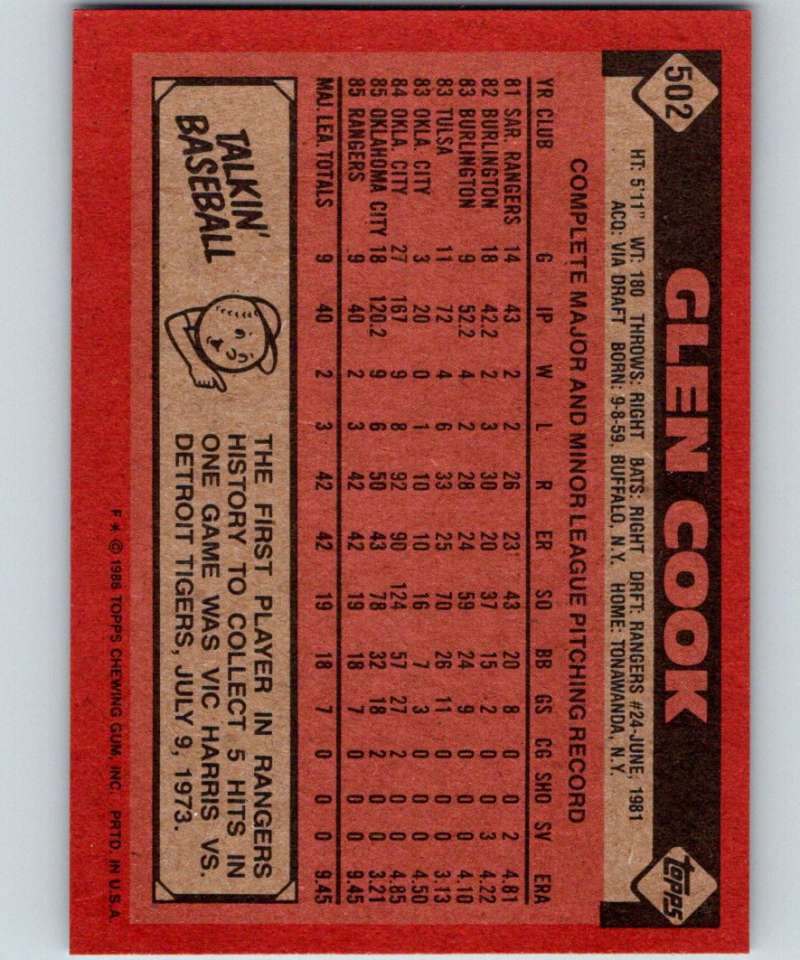 502
GLEN COOK
topps
HT: 5'11" WT: 180 THROWS: RIGHT BATS: RIGHT DRFT: RANGERS #24-JUNE, 1981
ACQ: VIA DRAFT BORN: 9-8-59, BUFFALO, N.Y. HOME: TONAWANDA, N.Y.
COMPLETE MAJOR AND MINOR LEAGUE PITCHING RECORD
YR CLUB G IP W L R ER SO BB GS CG SHO SV ERA
81 SAR. RANGERS 14 43 2 2 26 23 43 20 8 0 0 2 4.81
82 BURLINGTON 18 42.2 2 3 30 20 37 15 2 0 0 3 4.22
83 BURLINGTON 9 52.2 4 2 28 24 59 24 9 0 0 0 4.10
83 TULSA 11 72 4 6 33 25 70 26 11 0 0 0 3.13
83 OKLA. CITY 3 20 0 1 10 10 16 7 3 0 0 0 4.50
84 OKLA. CITY 27 167 9 8 92 90 124 57 27 2 0 0 4.85
85 OKLAHOMA CITY 18 120.2 9 6 50 43 78 32 18 2 0 0 3.21
85 RANGERS 9 40 2 3 42 42 19 18 7 0 0 0 9.45
MAJ. LEA. TOTALS 9 40 2 3 42 42 19 18 7 0 0 0 9.45
TALKIN'
BASEBALL
THE FIRST PLAYER IN RANGERS
HISTORY TO COLLECT 5 HITS IN
ONE GAME WAS VIC HARRIS VS.
DETROIT TIGERS, JULY 9, 1973.
F * © 1986 TOPPS CHEWING GUM, INC. PRTD. IN U.S.A.